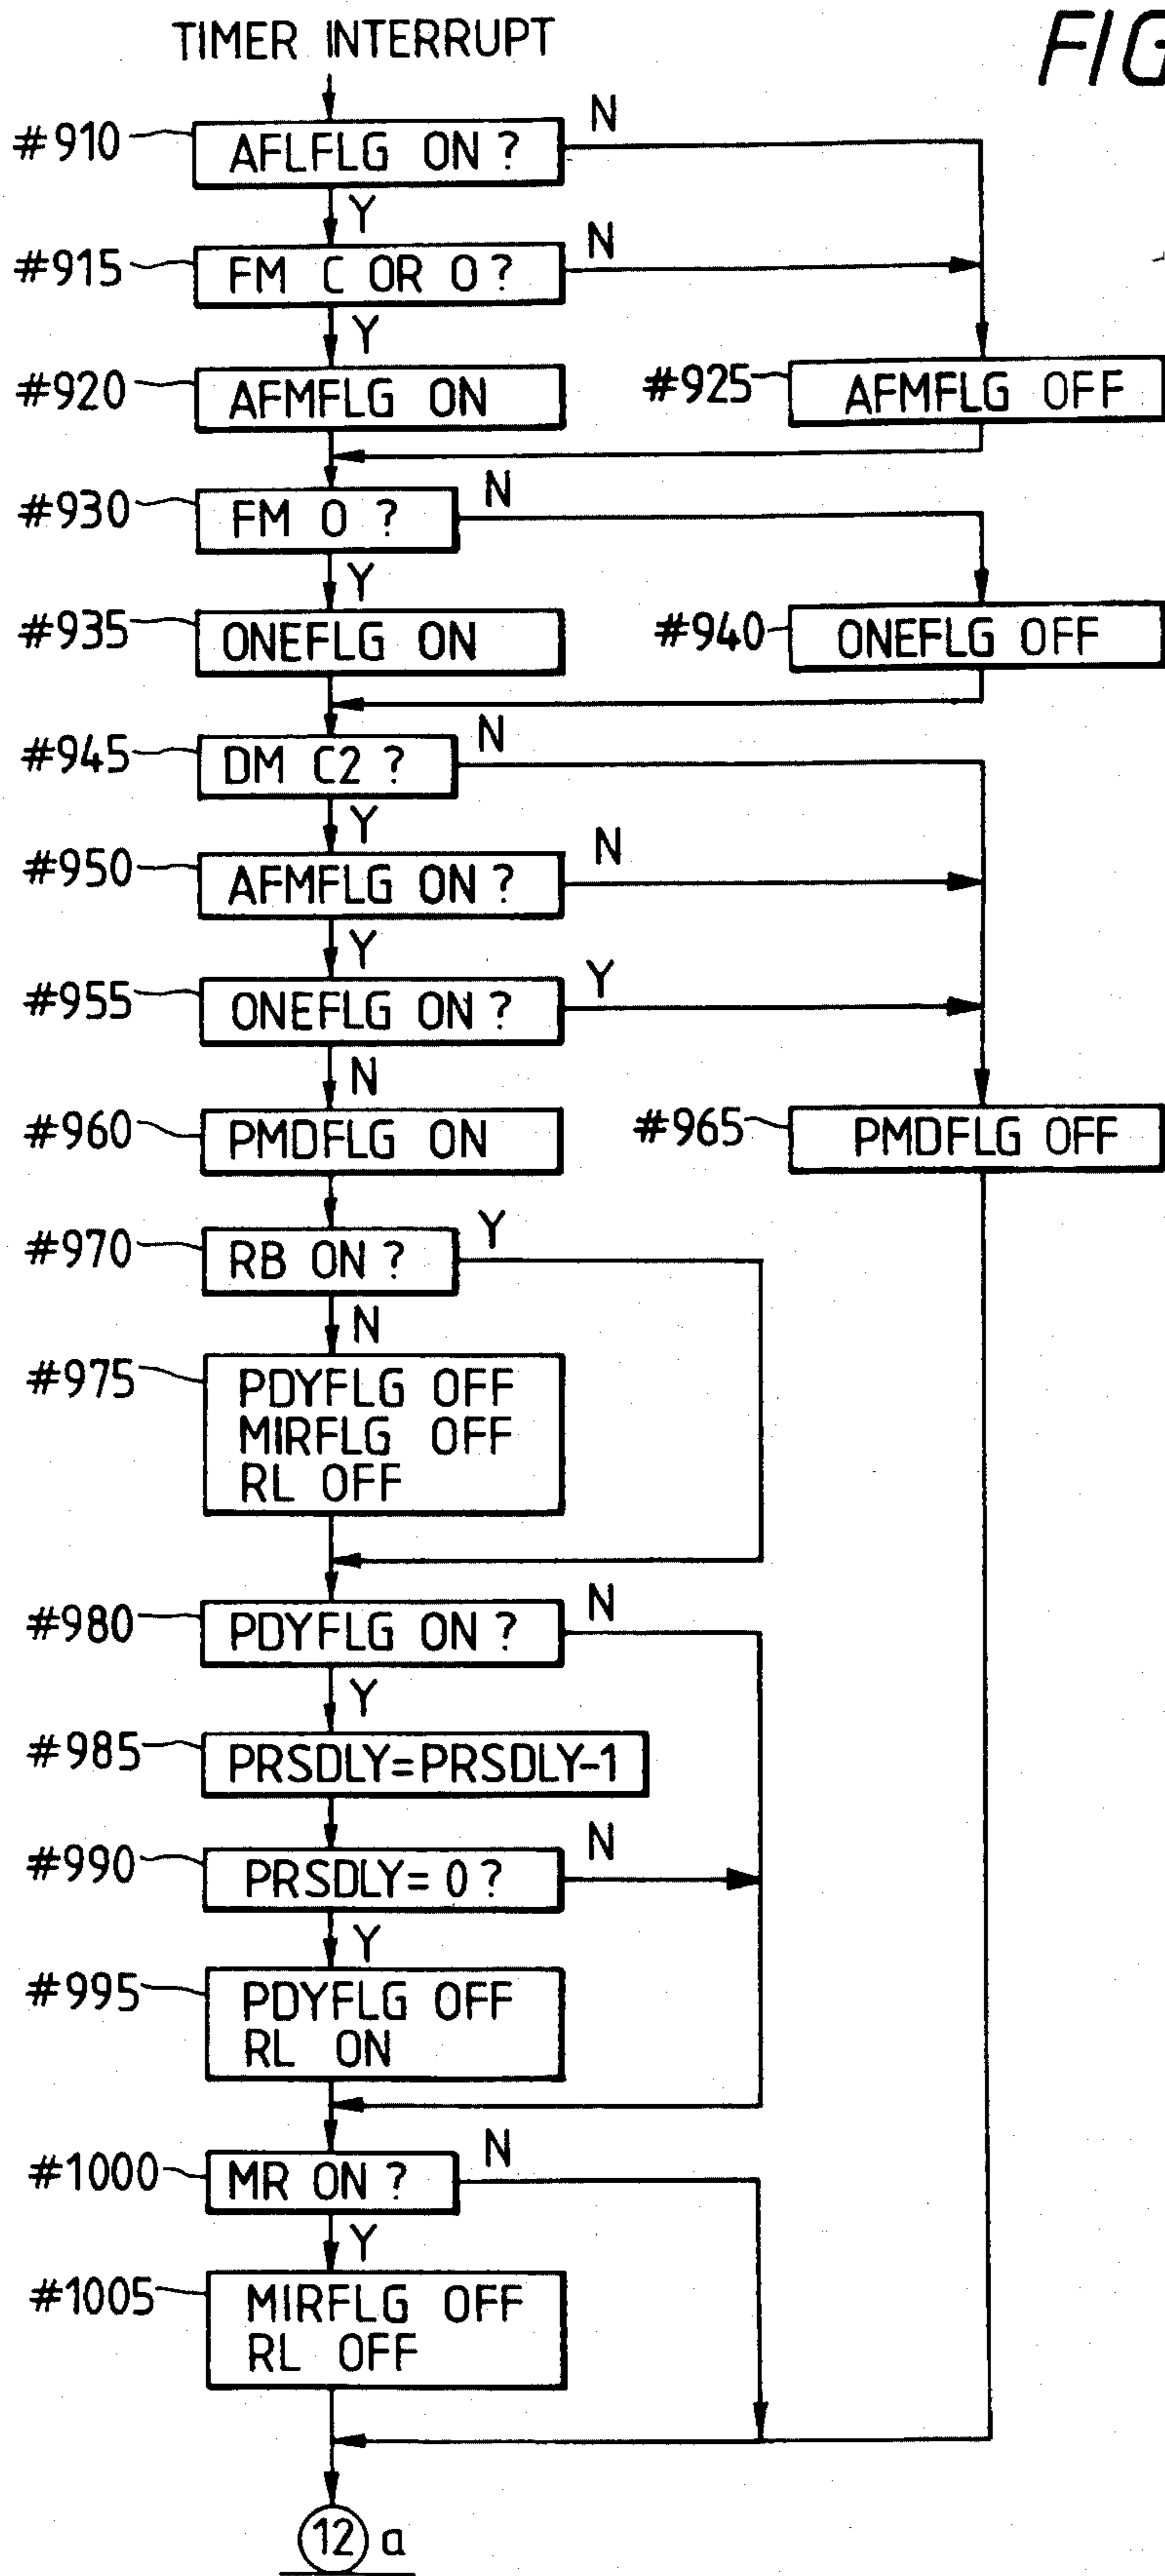 FIG
TIMER INTERRUPT
#910
AFLFLG ON ?
N
Y
#915
FM C OR O ?
N
Y
#920
AFMFLG ON
#925
AFMFLG OFF
#930
FM O ?
N
Y
#935
ONEFLG ON
#940
ONEFLG OFF
#945
DM C2 ?
N
Y
#950
AFMFLG ON ?
N
Y
#955
ONEFLG ON ?
Y
N
#960
PMDFLG ON
#965
PMDFLG OFF
#970
RB ON ?
Y
N
#975
PDYFLG OFF
MIRFLG OFF
RL OFF
#980
PDYFLG ON ?
N
Y
#985
PRSDLY=PRSDLY-1
#990
PRSDLY= 0 ?
N
Y
#995
PDYFLG OFF
RL ON
#1000
MR ON ?
N
Y
#1005
MIRFLG OFF
RL OFF
12 a